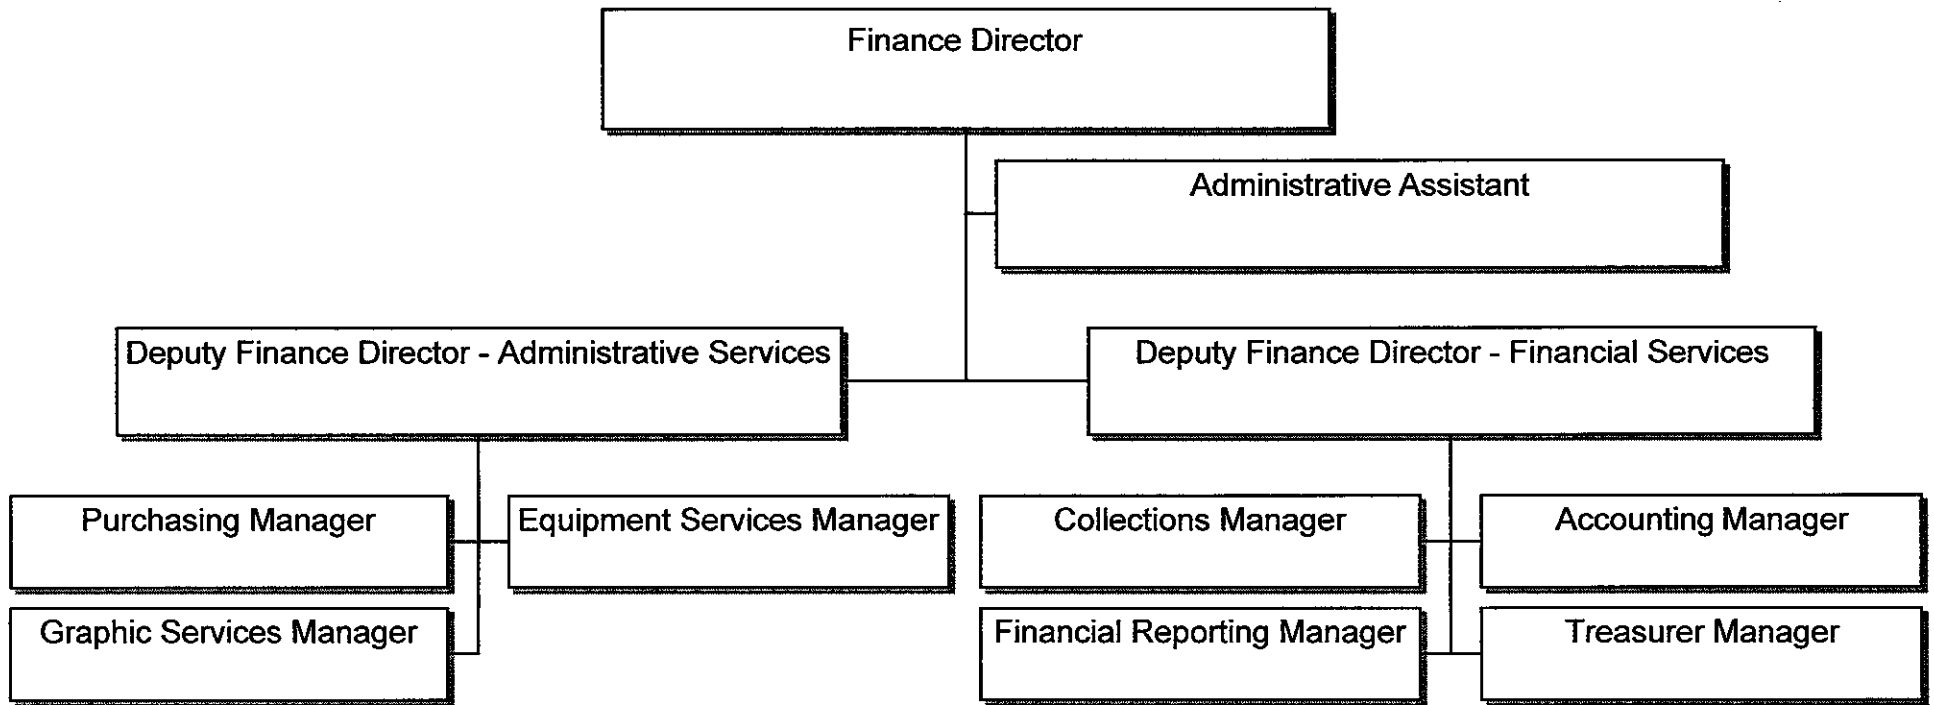 Finance Director
Administrative Assistant
Deputy Finance Director - Administrative Services
Deputy Finance Director - Financial Services
Purchasing Manager
Equipment Services Manager
Collections Manager
Accounting Manager
Graphic Services Manager
Financial Reporting Manager
Treasurer Manager